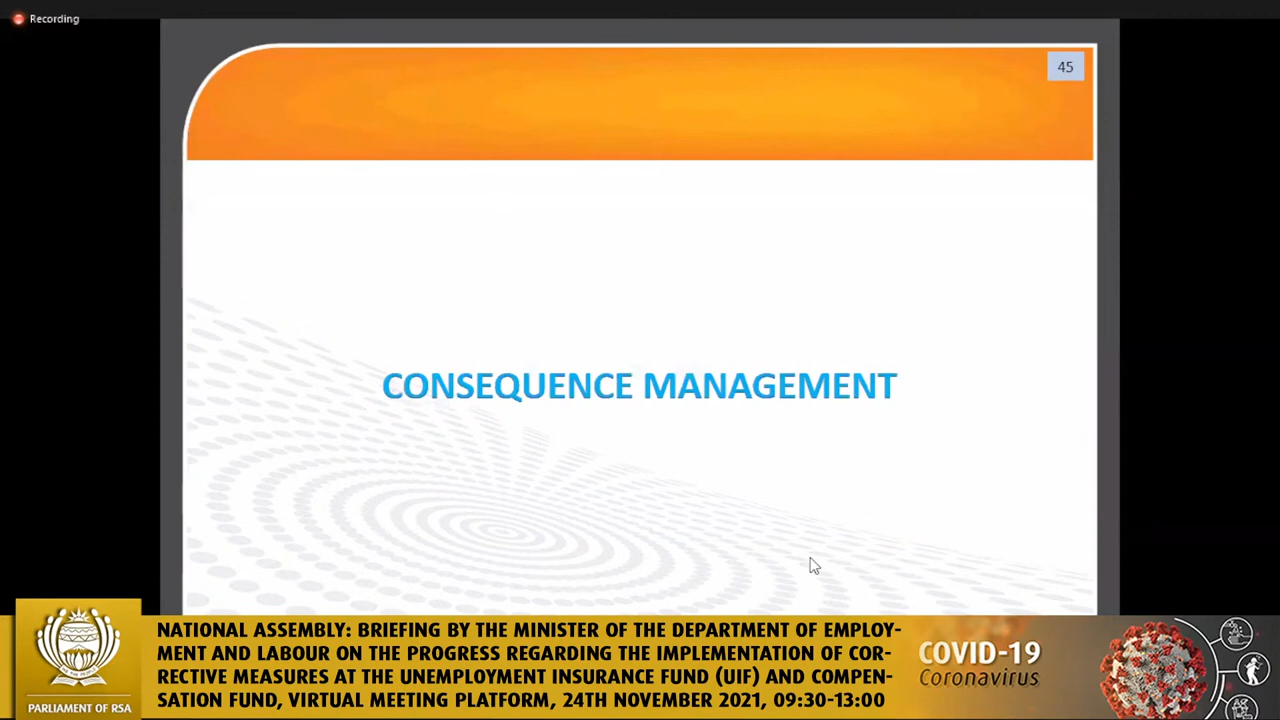 Recording
45
CONSEQUENCE MANAGEMENT
NATIONAL ASSEMBLY: BRIEFING BY THE MINISTER OF THE DEPARTMENT OF EMPLOY-
MENT AND LABOUR ON THE PROGRESS REGARDING THE IMPLEMENTATION OF COR-
RECTIVE MEASURES AT THE UNEMPLOYMENT INSURANCE FUND (UIF) AND COMPEN-
SATION FUND, VIRTUAL MEETING PLATFORM, 24TH NOVEMBER 2021, 09:30-13:00
PARLIAMENT OF RSA
COVID-19
Coronavirus